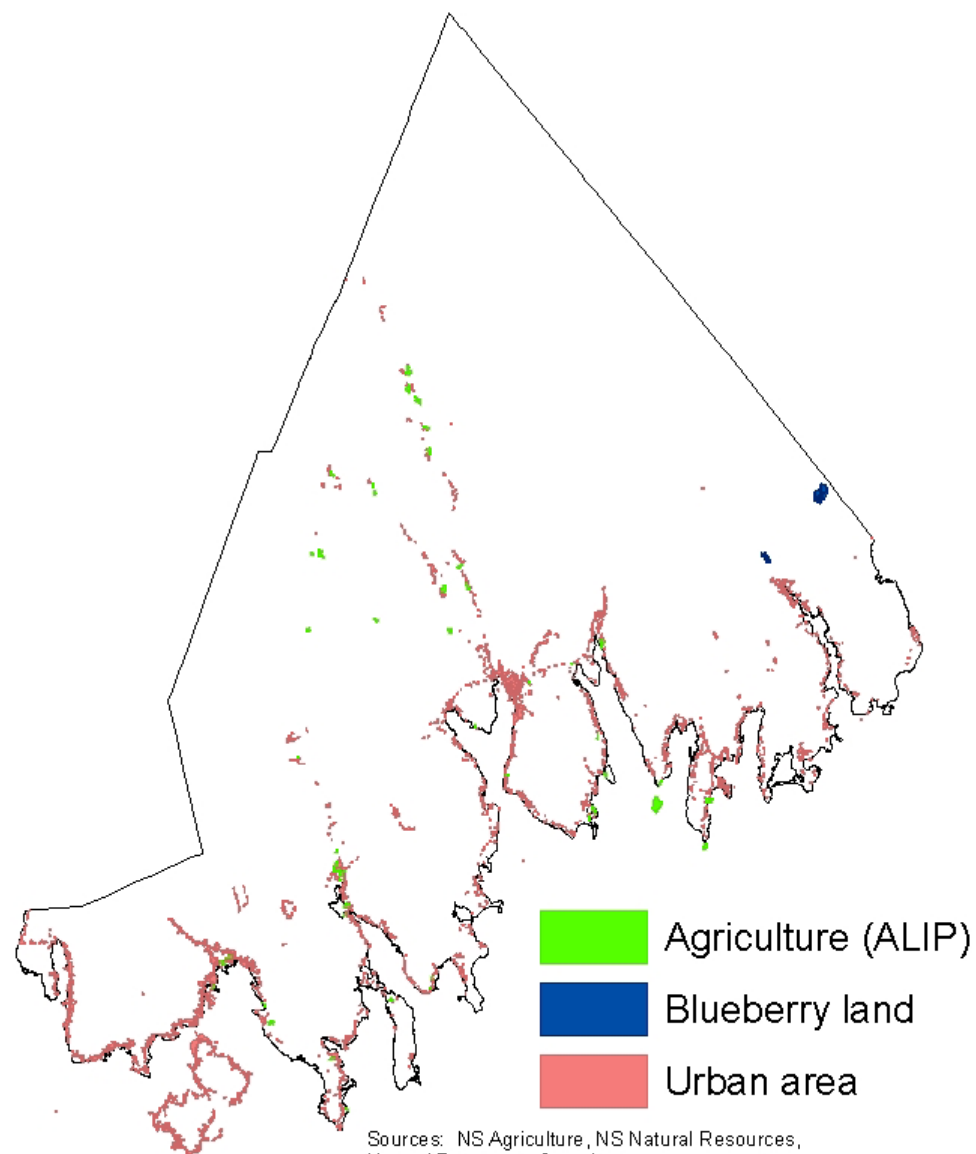 Agriculture (ALIP)
Blueberry land
Urban area
Sources: NS Agriculture, NS Natural Resources,